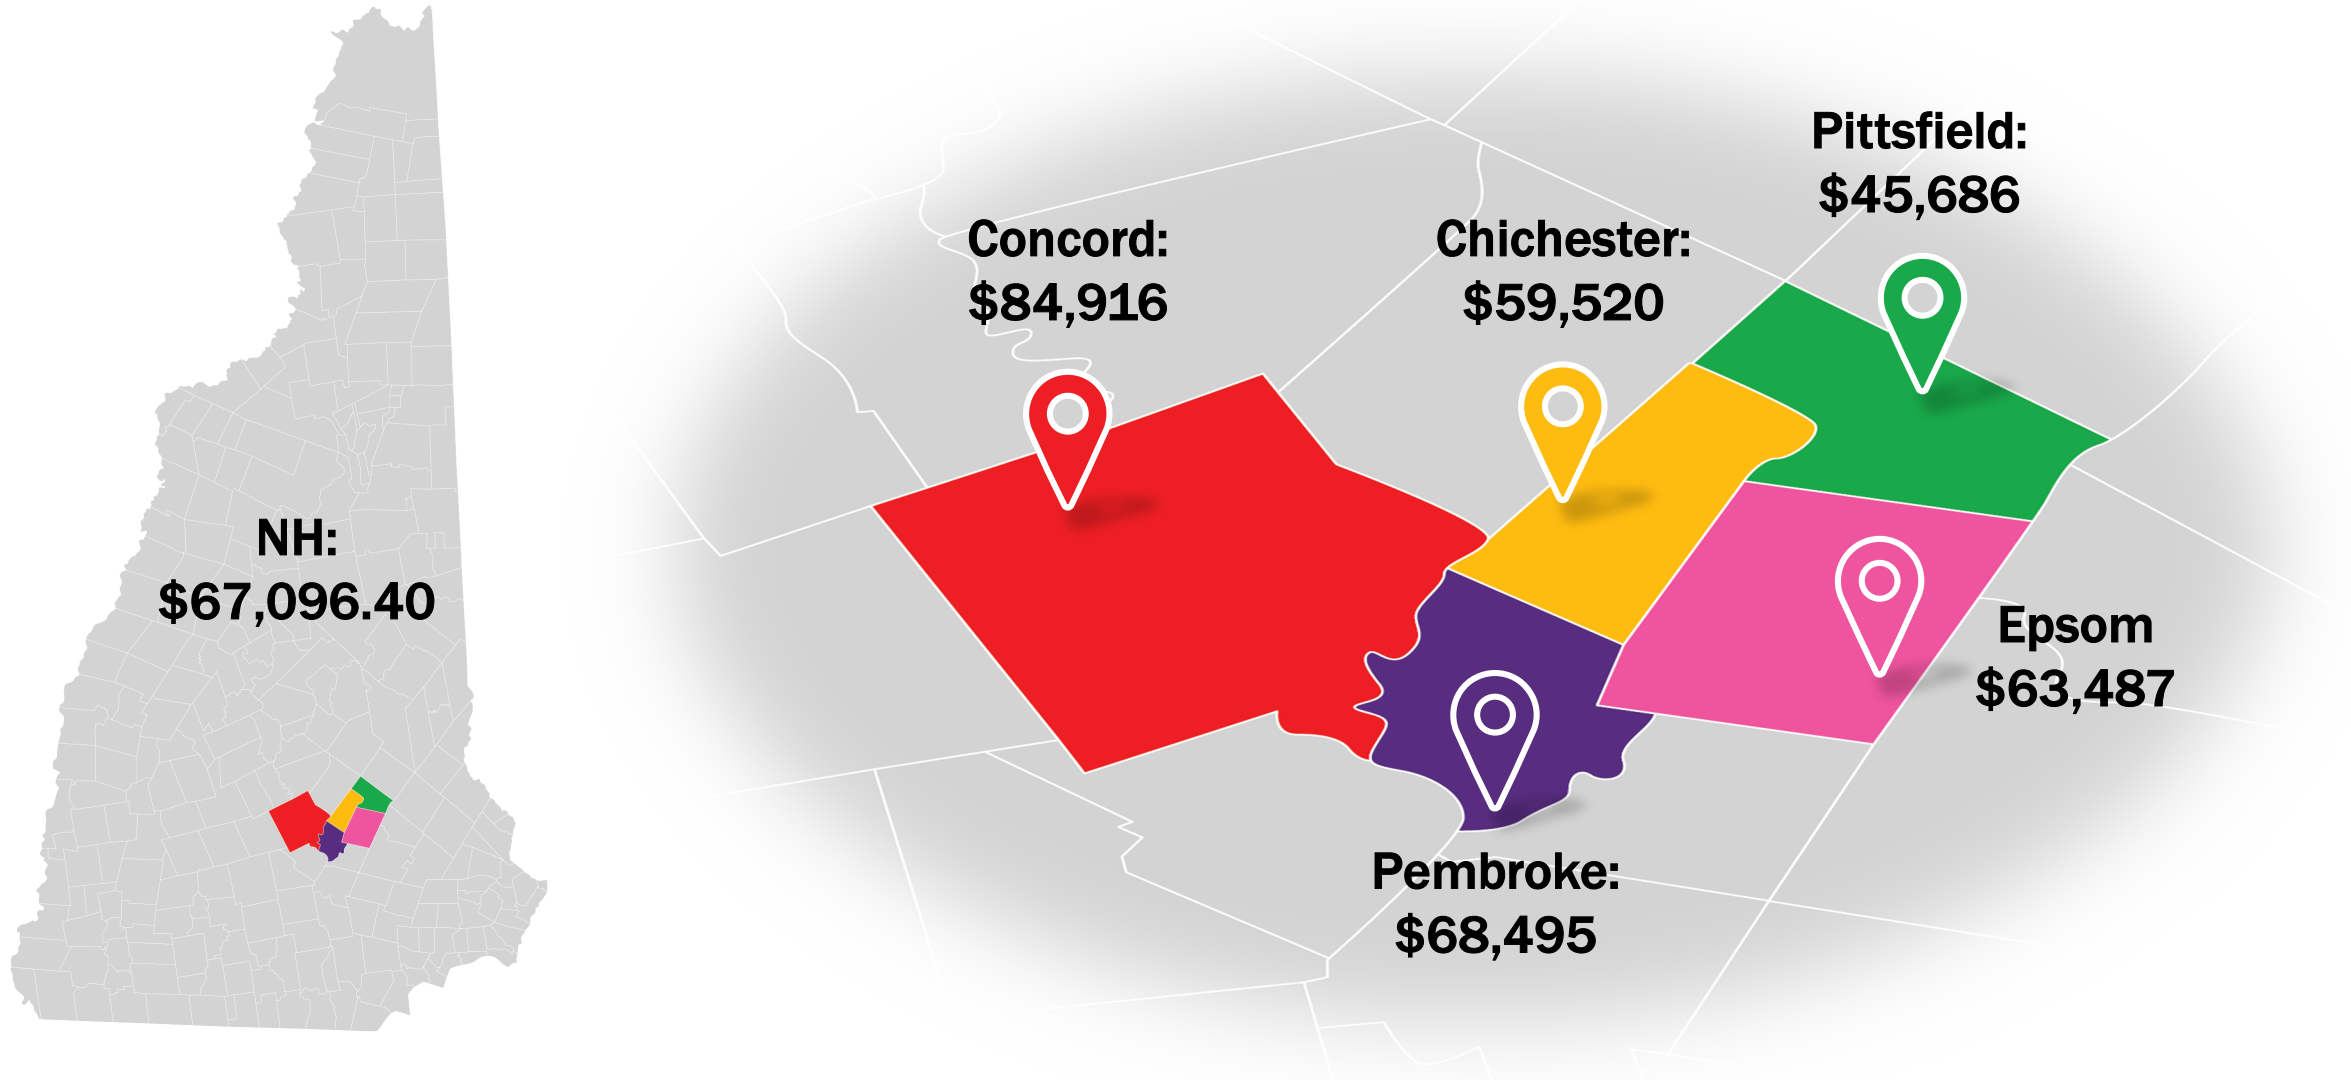 NH:
$67,096.40
Concord:
$84,916
Chichester:
$59,520
Pittsfield:
$45,686
Epsom
$63,487
Pembroke:
$68,495